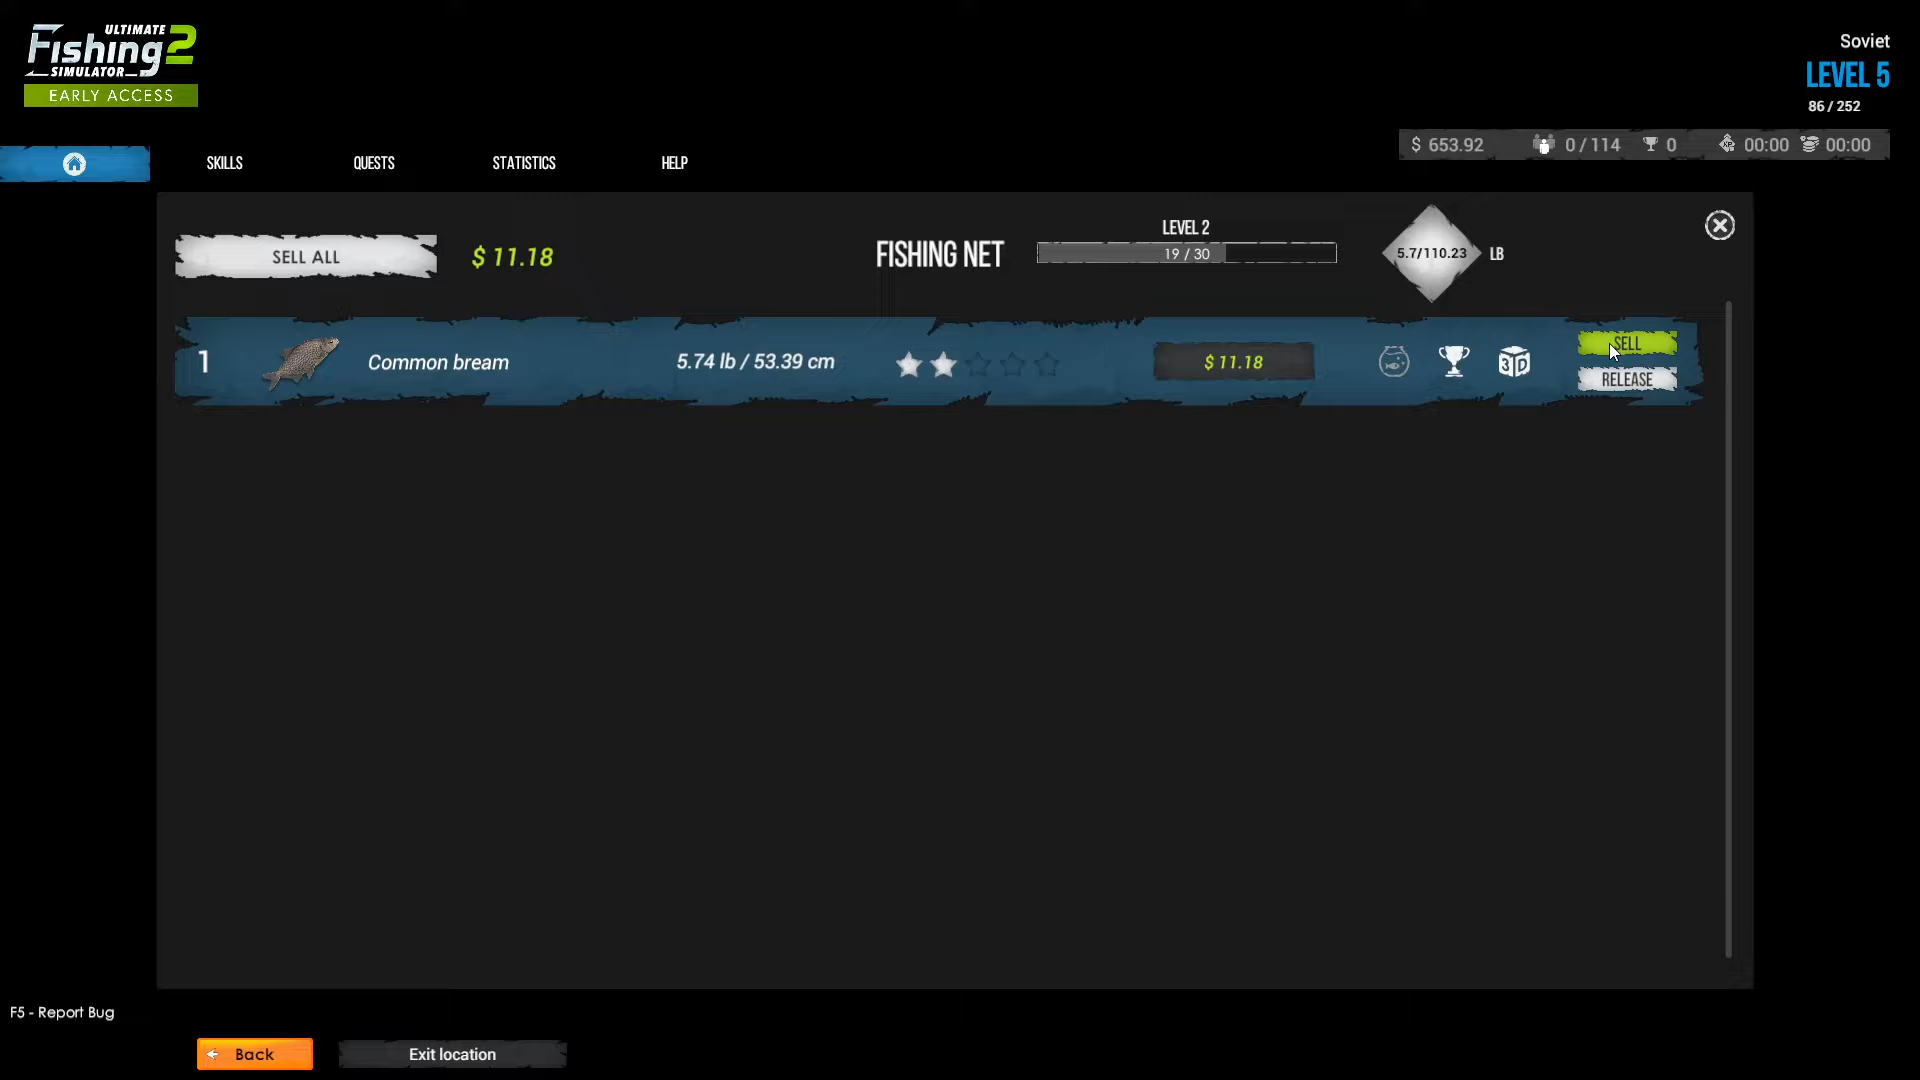 ULTIMATE
Fishing 2
SIMULATOR
EARLY ACCESS
Soviet
LEVEL 5
86 / 252
$ 653.92 0 / 114 0 XP 00:00 00:00
SKILLS QUESTS STATISTICS HELP
SELL ALL $ 11.18 FISHING NET LEVEL 2 19 / 30 5.7/110.23 LB
1 Common bream 5.74 lb / 53.39 cm $ 11.18 3D SELL
RELEASE
F5 - Report Bug
Back Exit location